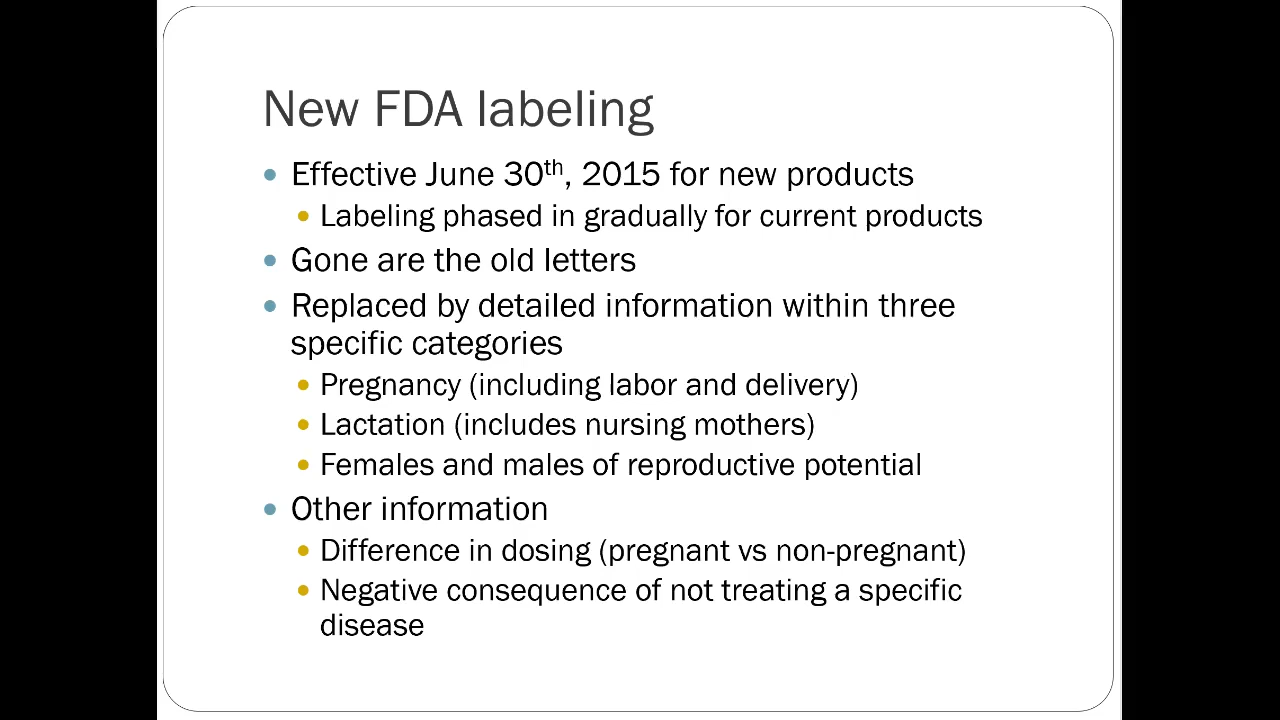 New FDA labeling
• Effective June 30th, 2015 for new products
• Labeling phased in gradually for current products
• Gone are the old letters
• Replaced by detailed information within three
specific categories
• Pregnancy (including labor and delivery)
• Lactation (includes nursing mothers)
• Females and males of reproductive potential
• Other information
• Difference in dosing (pregnant vs non-pregnant)
• Negative consequence of not treating a specific
disease